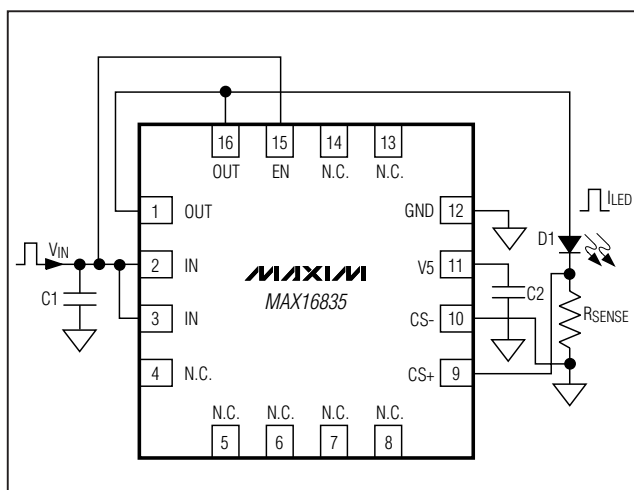 16 15 14 13
OUT EN N.C. N.C.
1 OUT
GND 12
ILED
VIN
2 IN
D1
V5 11
MAXIM
MAX16835
C1
3 IN
C2
CS- 10
RSENSE
4 N.C.
CS+ 9
N.C. N.C. N.C. N.C.
5 6 7 8